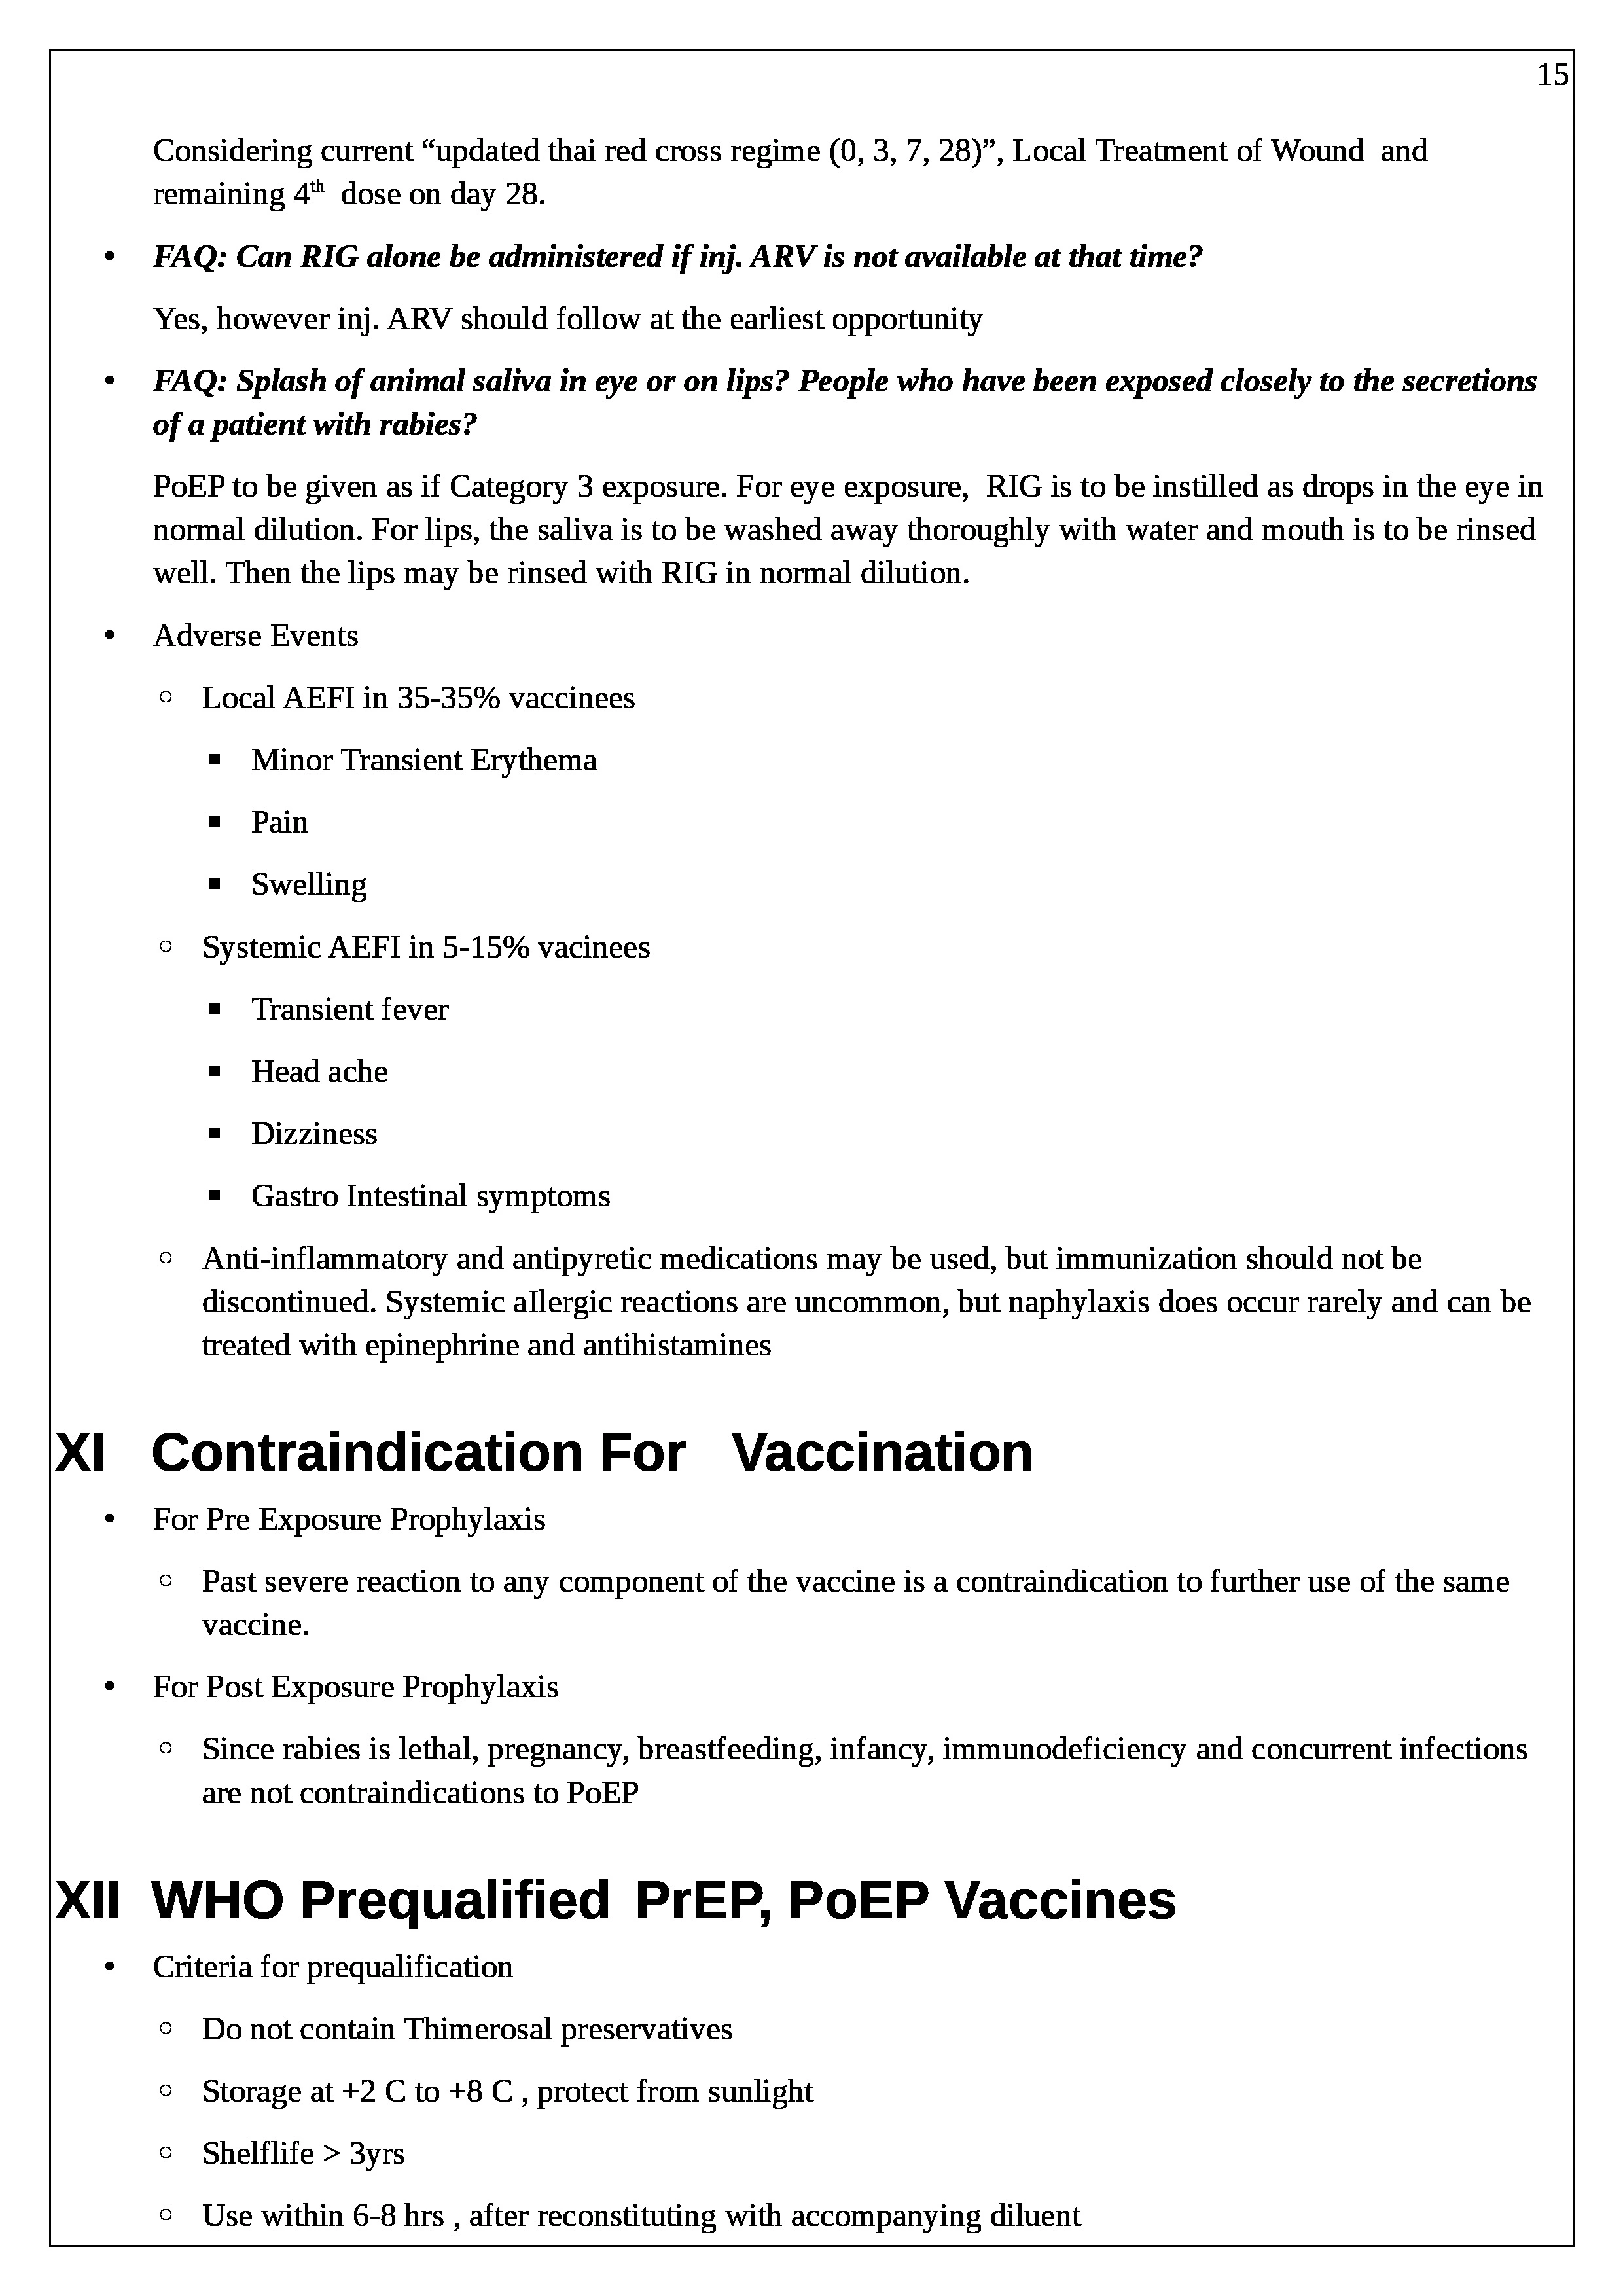 15
Considering current “updated thai red cross regime (0, 3, 7, 28)”, Local Treatment of Wound and
remaining 4th dose on day 28.
• FAQ: Can RIG alone be administered if inj. ARV is not available at that time?
Yes, however inj. ARV should follow at the earliest opportunity
• FAQ: Splash of animal saliva in eye or on lips? People who have been exposed closely to the secretions
of a patient with rabies?
PoEP to be given as if Category 3 exposure. For eye exposure, RIG is to be instilled as drops in the eye in
normal dilution. For lips, the saliva is to be washed away thoroughly with water and mouth is to be rinsed
well. Then the lips may be rinsed with RIG in normal dilution.
• Adverse Events
○ Local AEFI in 35-35% vaccinees
▪ Minor Transient Erythema
▪ Pain
▪ Swelling
○ Systemic AEFI in 5-15% vacinees
▪ Transient fever
▪ Head ache
▪ Dizziness
▪ Gastro Intestinal symptoms
○ Anti-inflammatory and antipyretic medications may be used, but immunization should not be
discontinued. Systemic aIlergic reactions are uncommon, but naphylaxis does occur rarely and can be
treated with epinephrine and antihistamines
XI Contraindication For Vaccination
• For Pre Exposure Prophylaxis
○ Past severe reaction to any component of the vaccine is a contraindication to further use of the same
vaccine.
• For Post Exposure Prophylaxis
○ Since rabies is lethal, pregnancy, breastfeeding, infancy, immunodeficiency and concurrent infections
are not contraindications to PoEP
XII WHO Prequalified PrEP, PoEP Vaccines
• Criteria for prequalification
○ Do not contain Thimerosal preservatives
○ Storage at +2 C to +8 C , protect from sunlight
○ Shelflife > 3yrs
○ Use within 6-8 hrs , after reconstituting with accompanying diluent